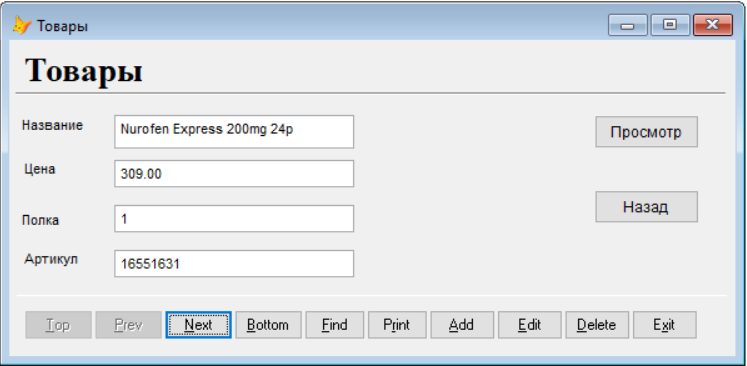 Товары
Товары
Название Nurofen Express 200mg 24p Просмотр
Цена 309.00
Полка 1 Назад
Артикул 16551631
Top Prev Next Bottom Find Print Add Edit Delete Exit